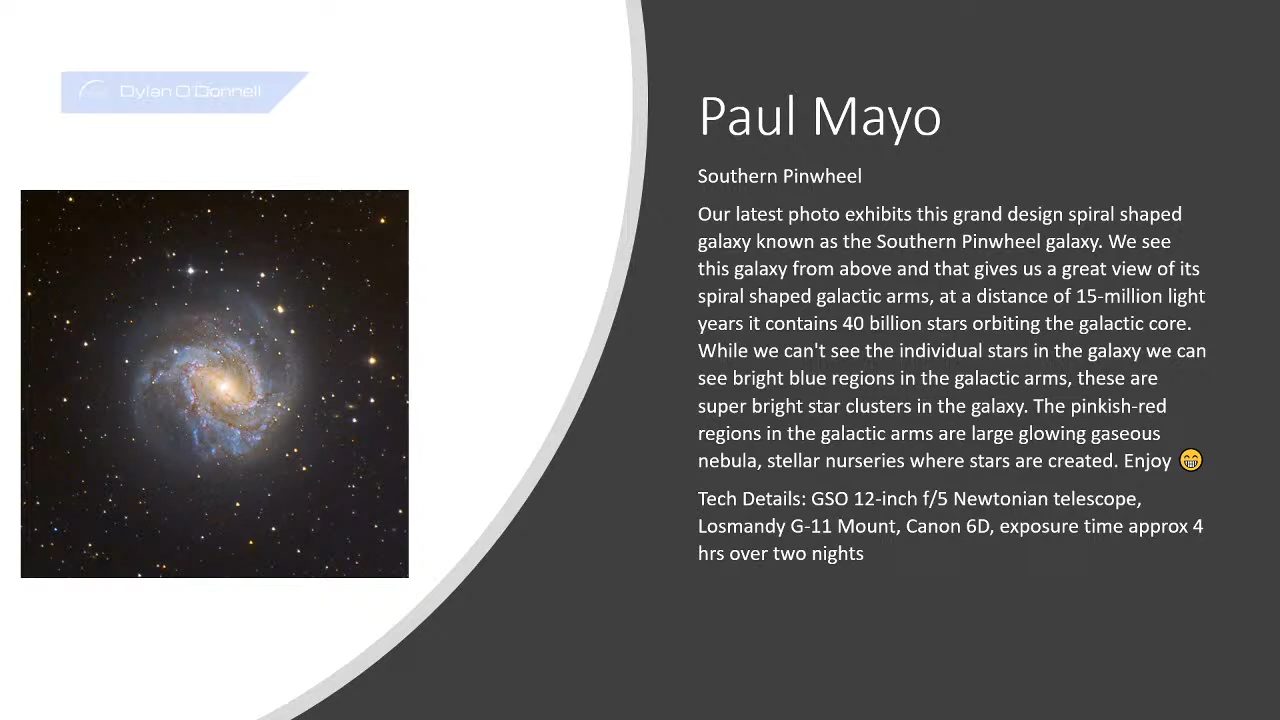 Dylan O'Donnell
Paul Mayo
Southern Pinwheel
Our latest photo exhibits this grand design spiral shaped
galaxy known as the Southern Pinwheel galaxy. We see
this galaxy from above and that gives us a great view of its
spiral shaped galactic arms, at a distance of 15-million light
years it contains 40 billion stars orbiting the galactic core.
While we can't see the individual stars in the galaxy we can
see bright blue regions in the galactic arms, these are
super bright star clusters in the galaxy. The pinkish-red
regions in the galactic arms are large glowing gaseous
nebula, stellar nurseries where stars are created. Enjoy 😁
Tech Details: GSO 12-inch f/5 Newtonian telescope,
Losmandy G-11 Mount, Canon 6D, exposure time approx 4
hrs over two nights